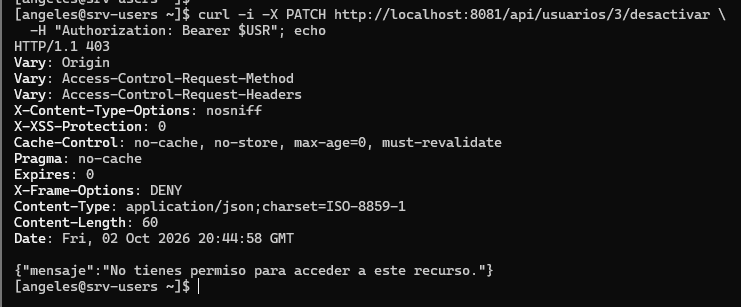 [angeles@srv-users ~]$ curl -i -X PATCH http://localhost:8081/api/usuarios/3/desactivar \
  -H "Authorization: Bearer $USR"; echo
HTTP/1.1 403
Vary: Origin
Vary: Access-Control-Request-Method
Vary: Access-Control-Request-Headers
X-Content-Type-Options: nosniff
X-XSS-Protection: 0
Cache-Control: no-cache, no-store, max-age=0, must-revalidate
Pragma: no-cache
Expires: 0
X-Frame-Options: DENY
Content-Type: application/json;charset=ISO-8859-1
Content-Length: 60
Date: Fri, 02 Oct 2026 20:44:58 GMT

{"mensaje":"No tienes permiso para acceder a este recurso."}
[angeles@srv-users ~]$